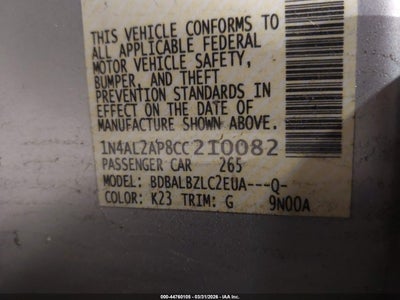 THIS VEHICLE CONFORMS TO
ALL APPLICABLE FEDERAL
MOTOR VEHICLE SAFETY,
BUMPER, AND THEFT
PREVENTION STANDARDS IN
EFFECT ON THE DATE OF
MANUFACTURE SHOWN ABOVE.
1N4AL2AP8CC210082
PASSENGER CAR 265
MODEL: BDBALBZLC2EUA---Q-
COLOR: K23 TRIM: G 9N00A
000-44760105 - 03/31/2026 - IAA Inc.